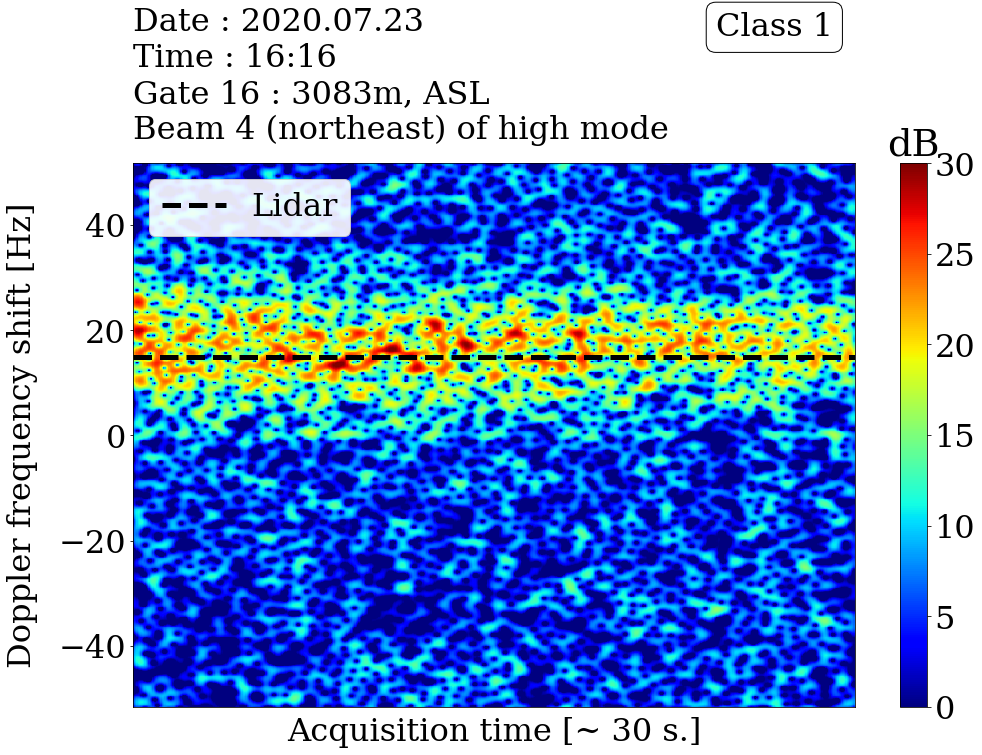 Date : 2020.07.23
Class 1
Time : 16:16
Gate 16 : 3083m, ASL
Beam 4 (northeast) of high mode
dB
Lidar
Doppler frequency shift [Hz]
40
20
0
−20
−40
30
25
20
15
10
5
0
Acquisition time [~ 30 s.]